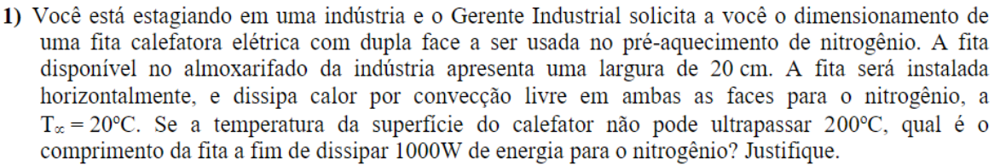 1) Você está estagiando em uma indústria e o Gerente Industrial solicita a você o dimensionamento de
uma fita calefatora elétrica com dupla face a ser usada no pré-aquecimento de nitrogênio. A fita
disponível no almoxarifado da indústria apresenta uma largura de 20 cm. A fita será instalada
horizontalmente, e dissipa calor por convecção livre em ambas as faces para o nitrogênio, a
T∝ = 20ºC. Se a temperatura da superfície do calefator não pode ultrapassar 200ºC, qual é o
comprimento da fita a fim de dissipar 1000W de energia para o nitrogênio? Justifique.